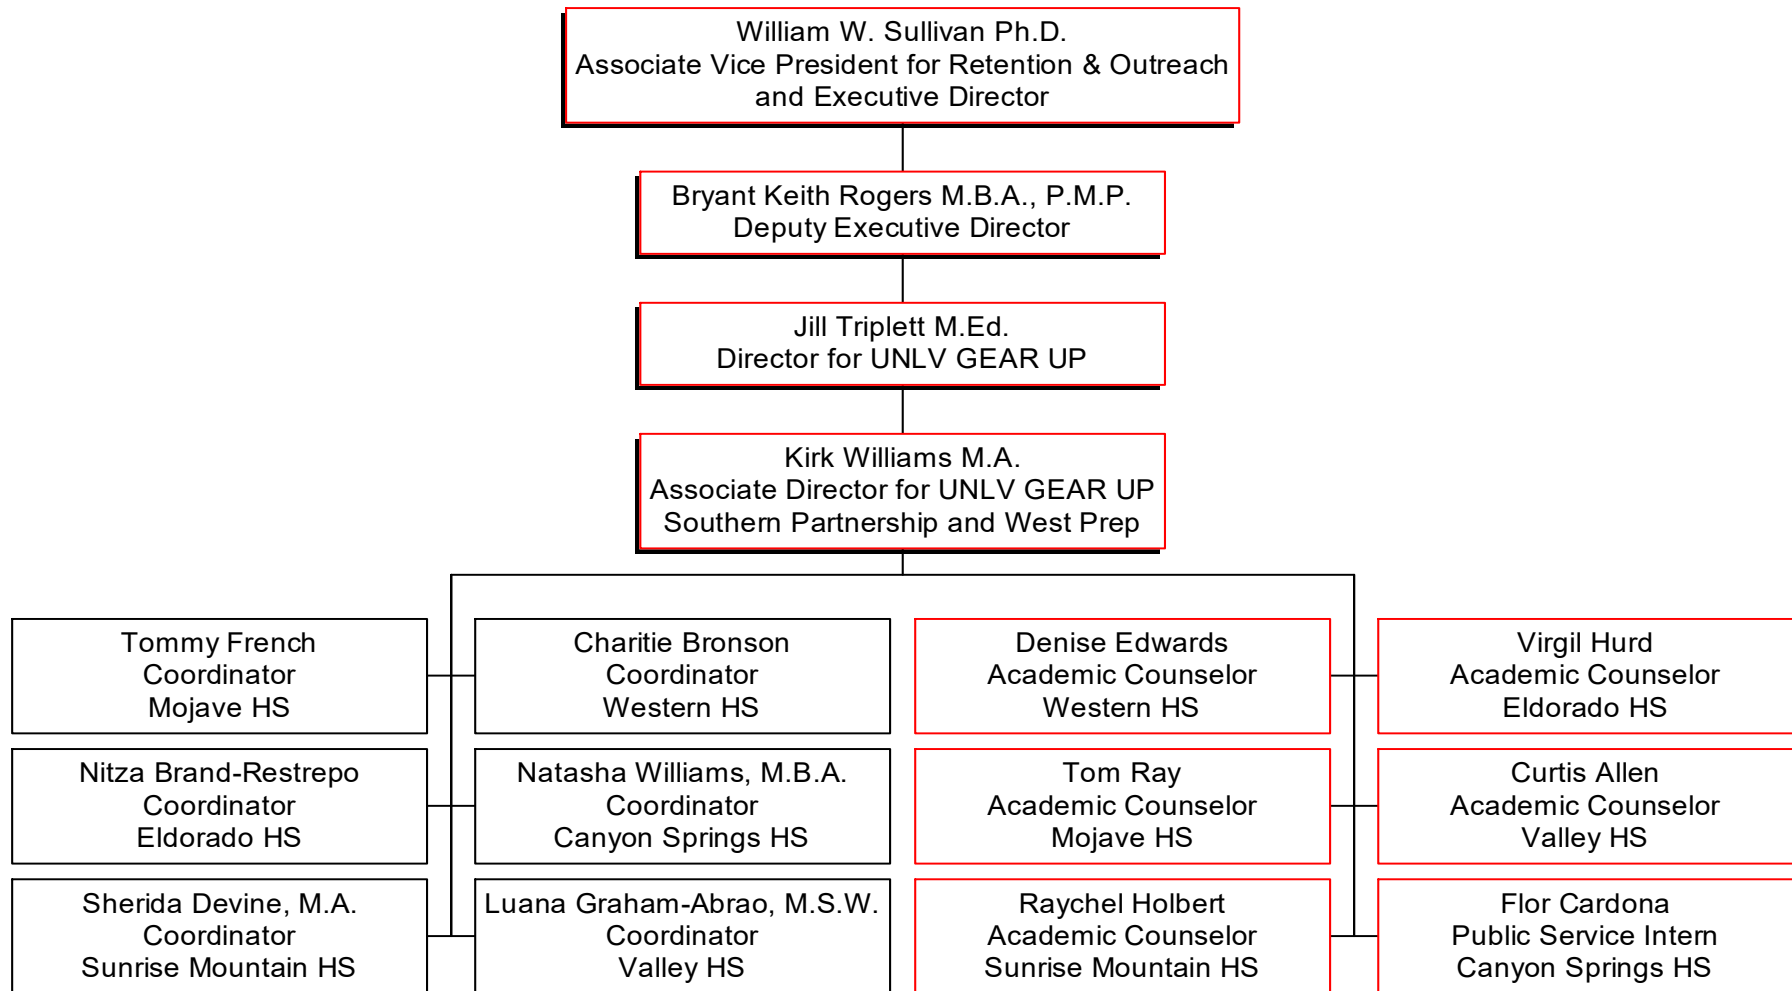 William W. Sullivan Ph.D.
Associate Vice President for Retention & Outreach
and Executive Director
Bryant Keith Rogers M.B.A., P.M.P.
Deputy Executive Director
Jill Triplett M.Ed.
Director for UNLV GEAR UP
Kirk Williams M.A.
Associate Director for UNLV GEAR UP
Southern Partnership and West Prep
Tommy French
Coordinator
Mojave HS
Charitie Bronson
Coordinator
Western HS
Denise Edwards
Academic Counselor
Western HS
Virgil Hurd
Academic Counselor
Eldorado HS
Nitza Brand-Restrepo
Coordinator
Eldorado HS
Natasha Williams, M.B.A.
Coordinator
Canyon Springs HS
Tom Ray
Academic Counselor
Mojave HS
Curtis Allen
Academic Counselor
Valley HS
Sherida Devine, M.A.
Coordinator
Sunrise Mountain HS
Luana Graham-Abrao, M.S.W.
Coordinator
Valley HS
Raychel Holbert
Academic Counselor
Sunrise Mountain HS
Flor Cardona
Public Service Intern
Canyon Springs HS